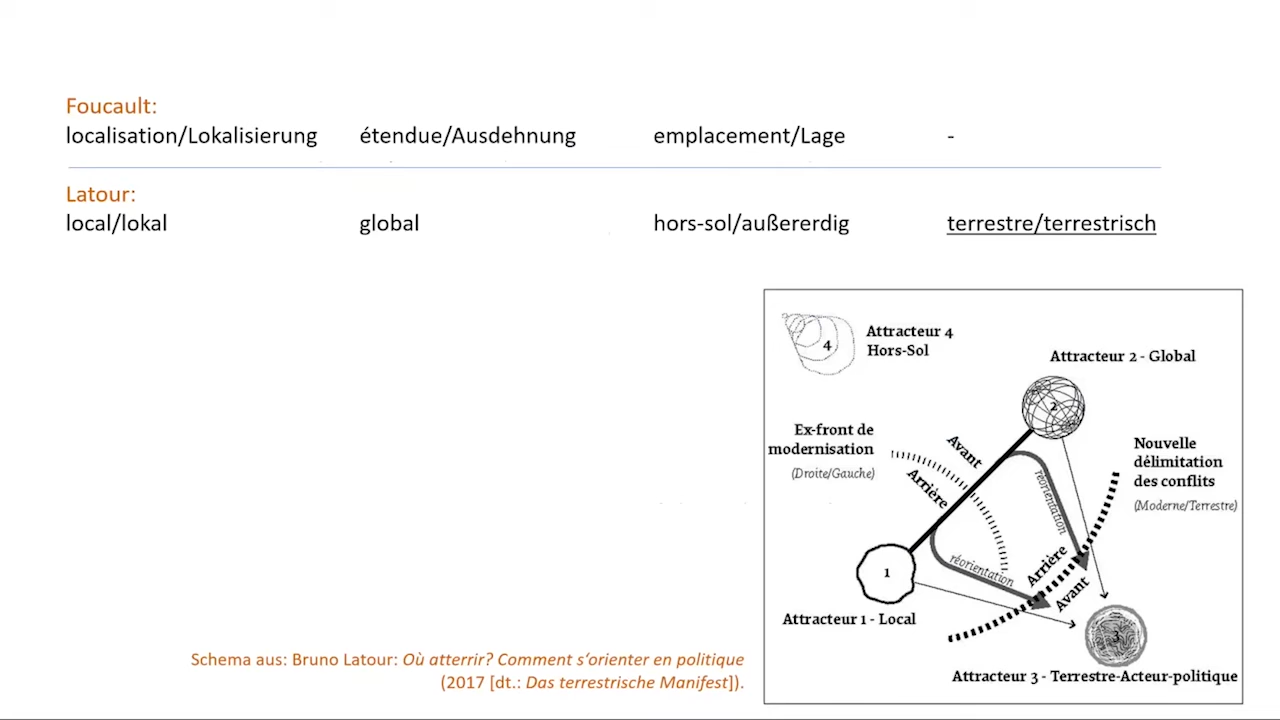 Foucault:
localisation/Lokalisierung étendue/Ausdehnung emplacement/Lage -
Latour:
local/lokal global hors-sol/außererdig terrestre/terrestrisch
4
Attracteur 4
Hors-Sol
Attracteur 2 - Global
2
Ex-front de
modernisation
(Droite/Gauche)
Avant
Arrière
Nouvelle
délimitation
des conflits
(Moderne/Terrestre)
réorientation
1
réorientation
Arrière
Avant
Attracteur 1 - Local
3
Attracteur 3 - Terrestre-Acteur-politique
Schema aus: Bruno Latour: Où atterrir? Comment s‘orienter en politique
(2017 [dt.: Das terrestrische Manifest]).